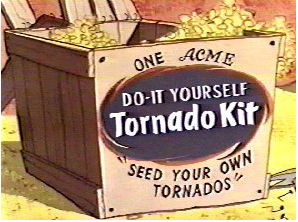 ONE ACME
DO-IT YOURSELF
Tornado Kit
"SEED YOUR OWN
TORNADOS"